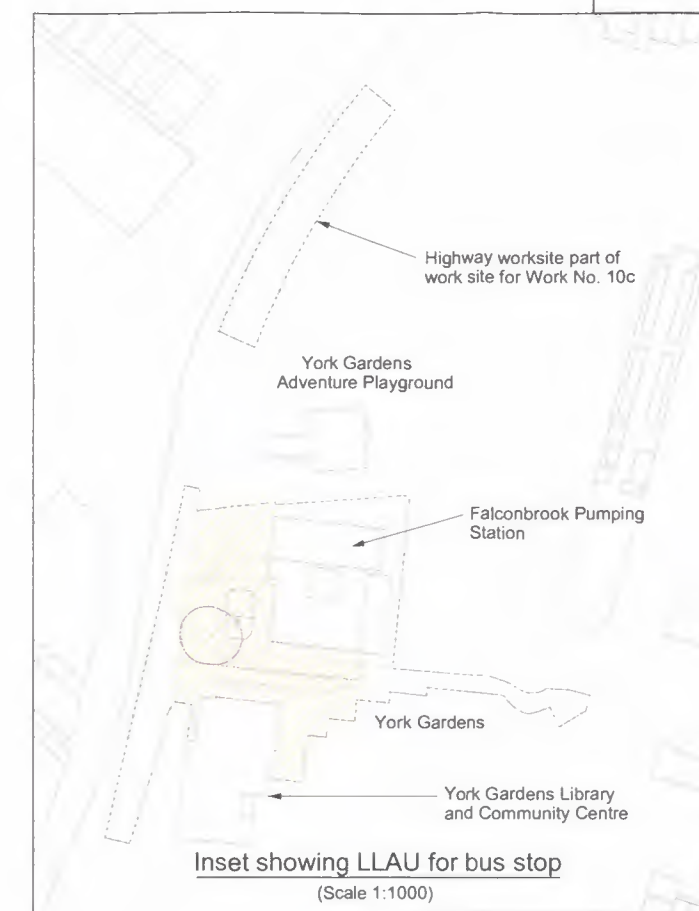 Highway worksite part of
work site for Work No. 10c
York Gardens
Adventure Playground
Falconbrook Pumping
Station
York Gardens
York Gardens Library
and Community Centre
Inset showing LLAU for bus stop
(Scale 1:1000)